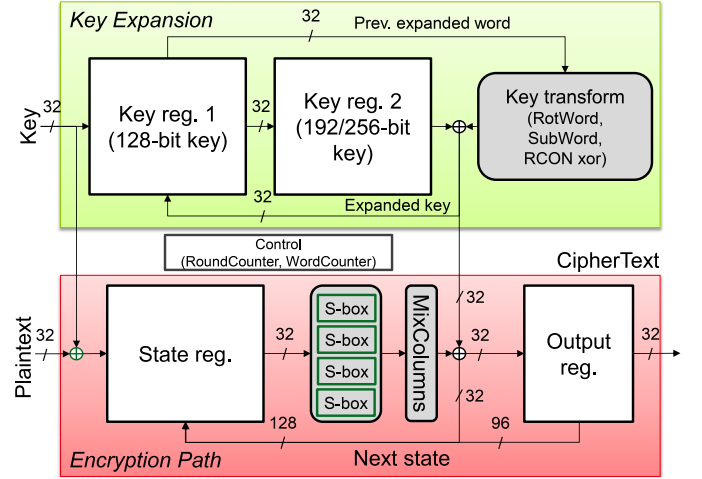 Key Expansion
32
Prev. expanded word
Key
32
Key reg. 1
(128-bit key)
32
Key reg. 2
(192/256-bit
key)
Key transform
(RotWord,
SubWord,
RCON xor)
32
Expanded key
Control
(RoundCounter, WordCounter)
CipherText
Plaintext
32
State reg.
32
S-box
S-box
S-box
S-box
MixColumns
32
32
32
Output
reg.
32
128
96
Encryption Path
Next state